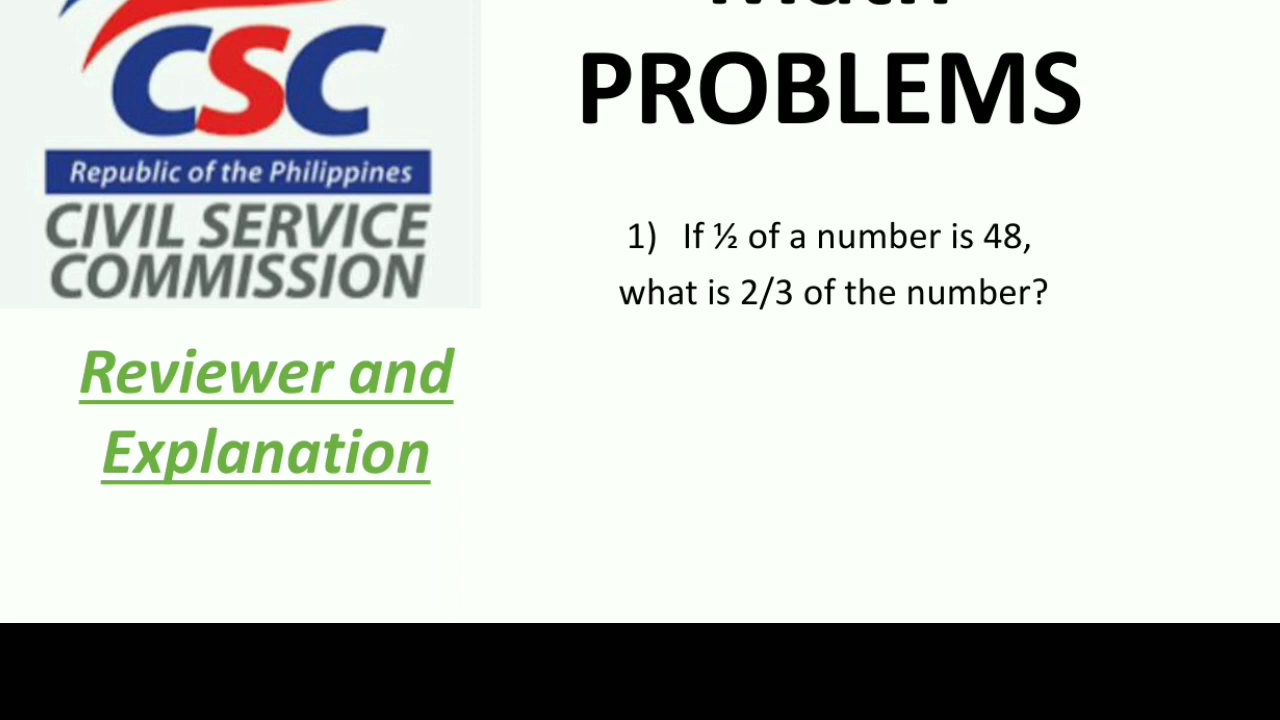 CSC
Republic of the Philippines
CIVIL SERVICE
COMMISSION
Reviewer and
Explanation
PROBLEMS
1) If ½ of a number is 48,
what is 2/3 of the number?